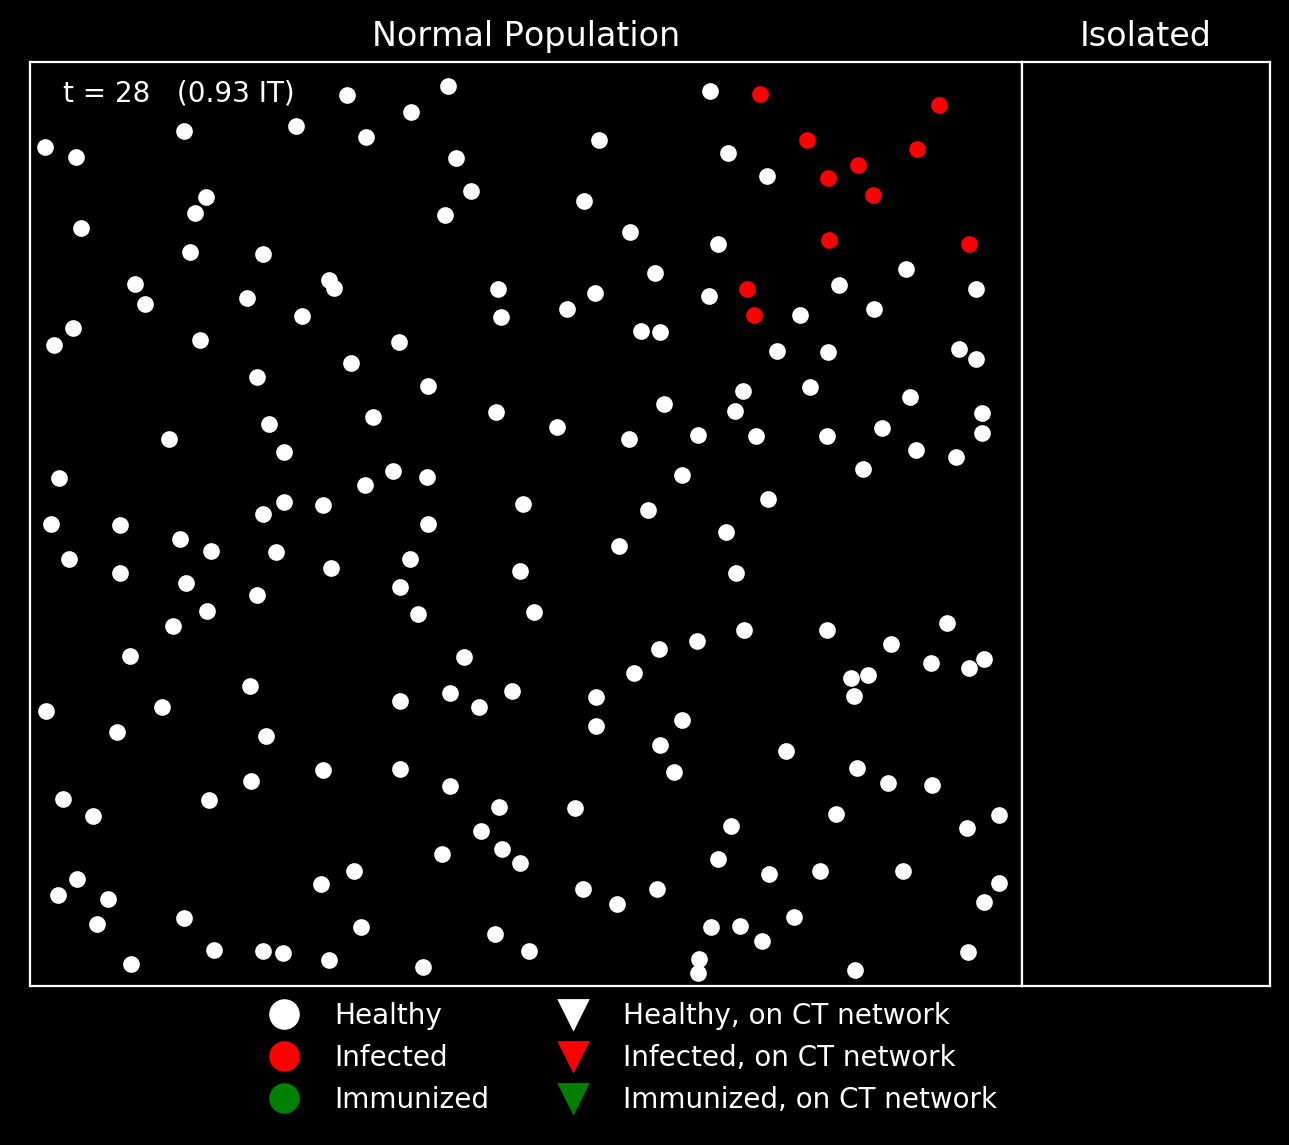 Normal Population
Isolated
t = 28 (0.93 IT)
Healthy
Infected
Immunized
Healthy, on CT network
Infected, on CT network
Immunized, on CT network